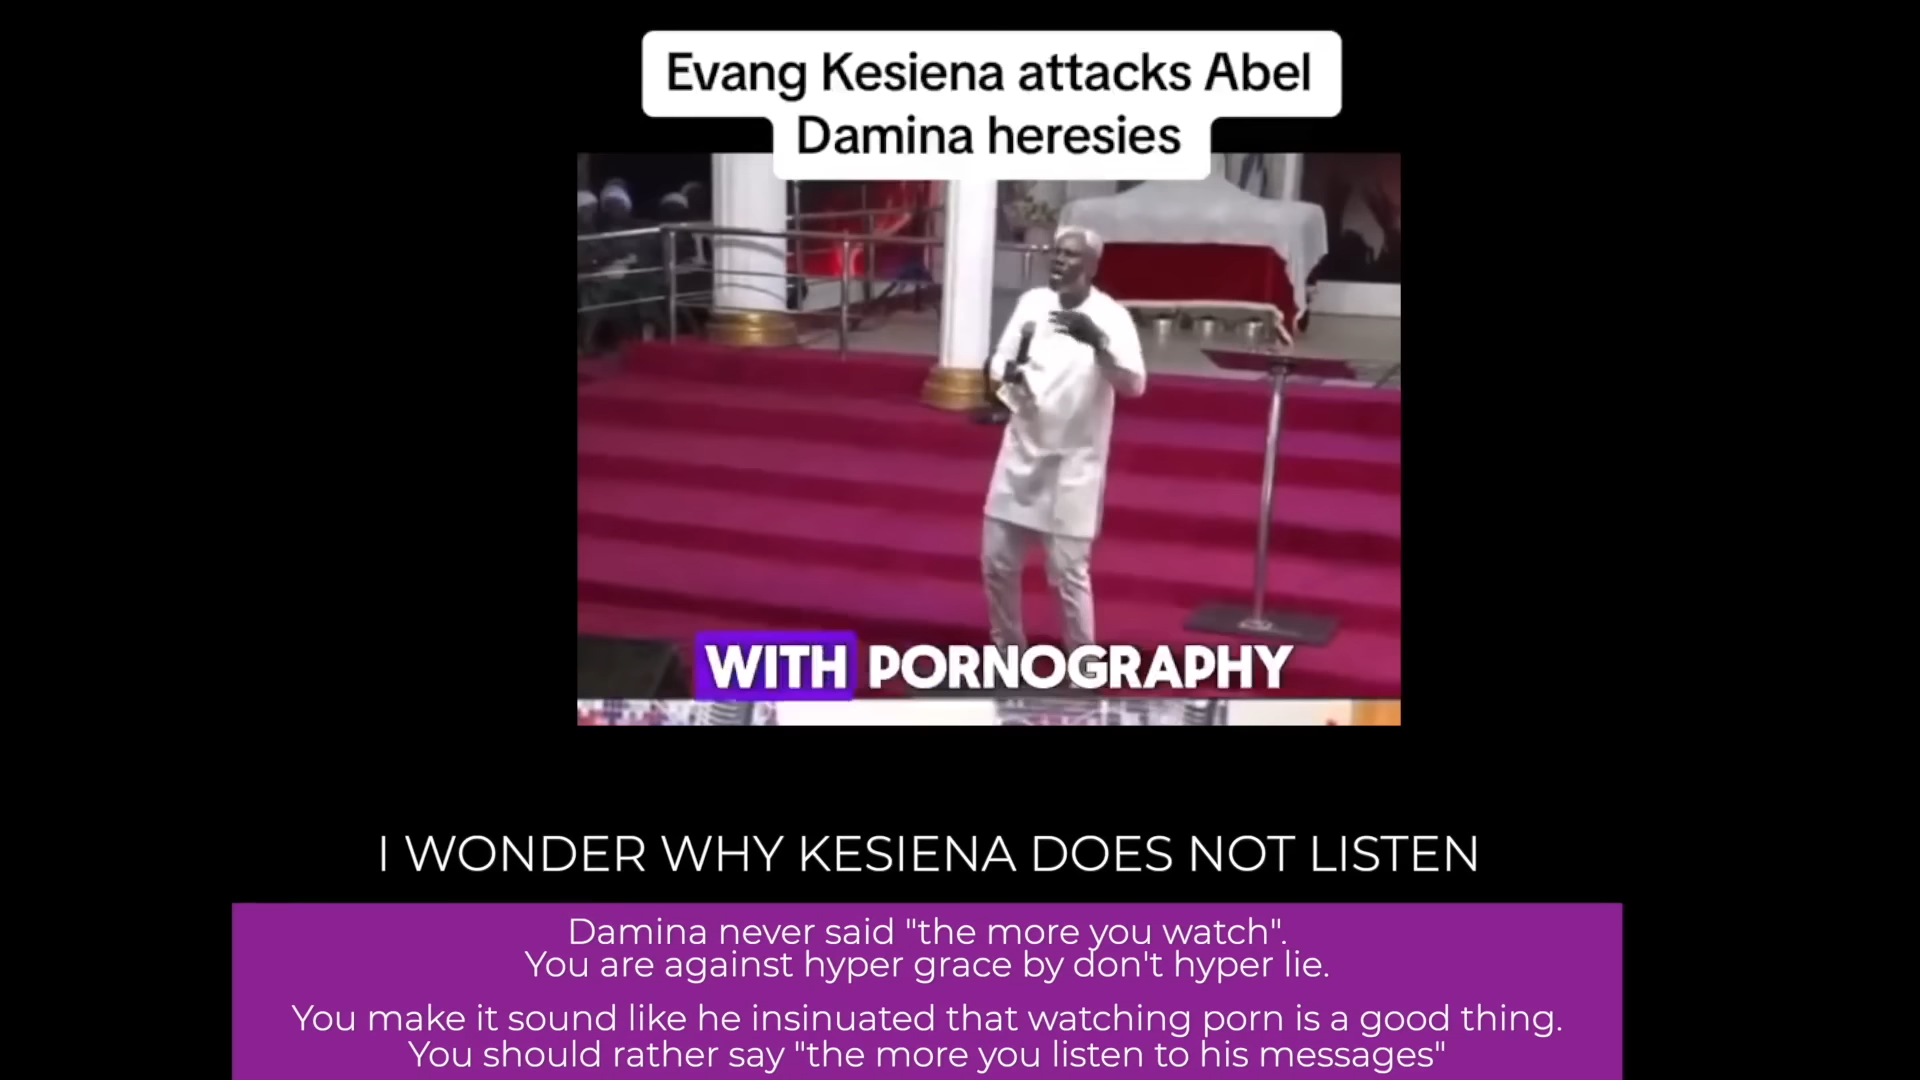 Evang Kesiena attacks Abel
Damina heresies
WITH PORNOGRAPHY
I WONDER WHY KESIENA DOES NOT LISTEN
Damina never said "the more you watch".
You are against hyper grace by don't hyper lie.
You make it sound like he insinuated that watching porn is a good thing.
You should rather say "the more you listen to his messages"